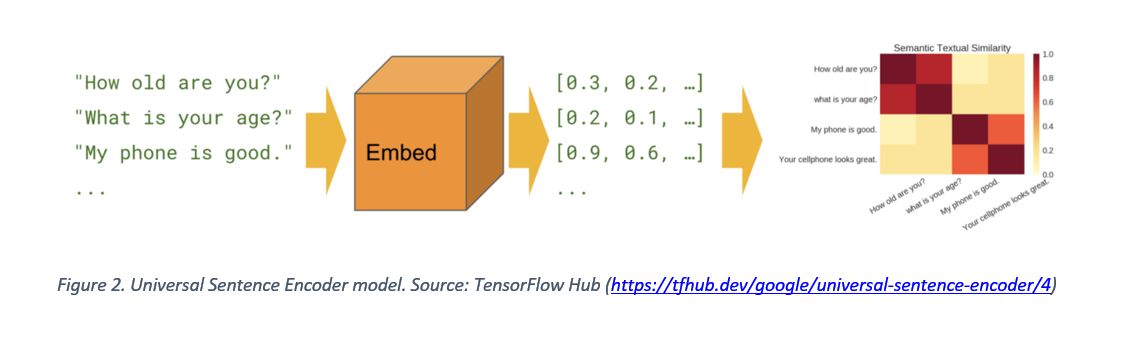 "How old are you?"
"What is your age?"
"My phone is good."
...
Embed
[0.3, 0.2, …]
[0.2, 0.1, …]
[0.9, 0.6, …]
...
Semantic Textual Similarity
How old are you?
what is your age?
My phone is good.
Your cellphone looks great.
How old are you?
what is your age?
My phone is good.
Your cellphone looks great.
1.0
0.8
0.6
0.4
0.2
0.0
Figure 2. Universal Sentence Encoder model. Source: TensorFlow Hub (https://tfhub.dev/google/universal-sentence-encoder/4)